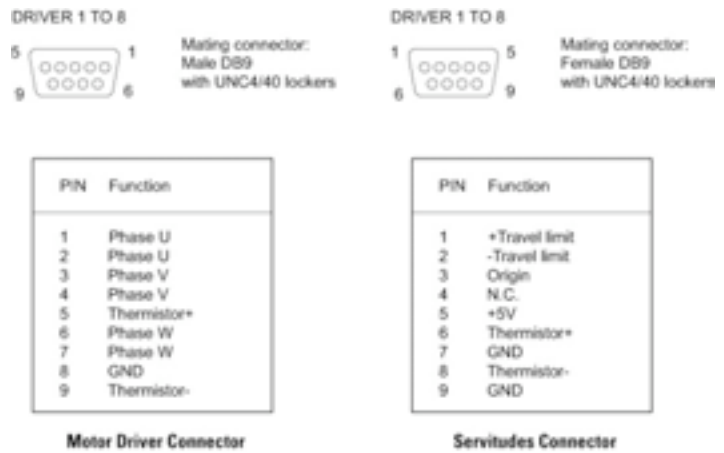 DRIVER 1 TO 8
5 1
9 6
Mating connector:
Male DB9
with UNC4/40 lockers
PIN Function
1 Phase U
2 Phase U
3 Phase V
4 Phase V
5 Thermistor+
6 Phase W
7 Phase W
8 GND
9 Thermistor-
Motor Driver Connector
DRIVER 1 TO 8
1 5
6 9
Mating connector:
Female DB9
with UNC4/40 lockers
PIN Function
1 +Travel limit
2 -Travel limit
3 Origin
4 N.C.
5 +5V
6 Thermistor+
7 GND
8 Thermistor-
9 GND
Servitudes Connector